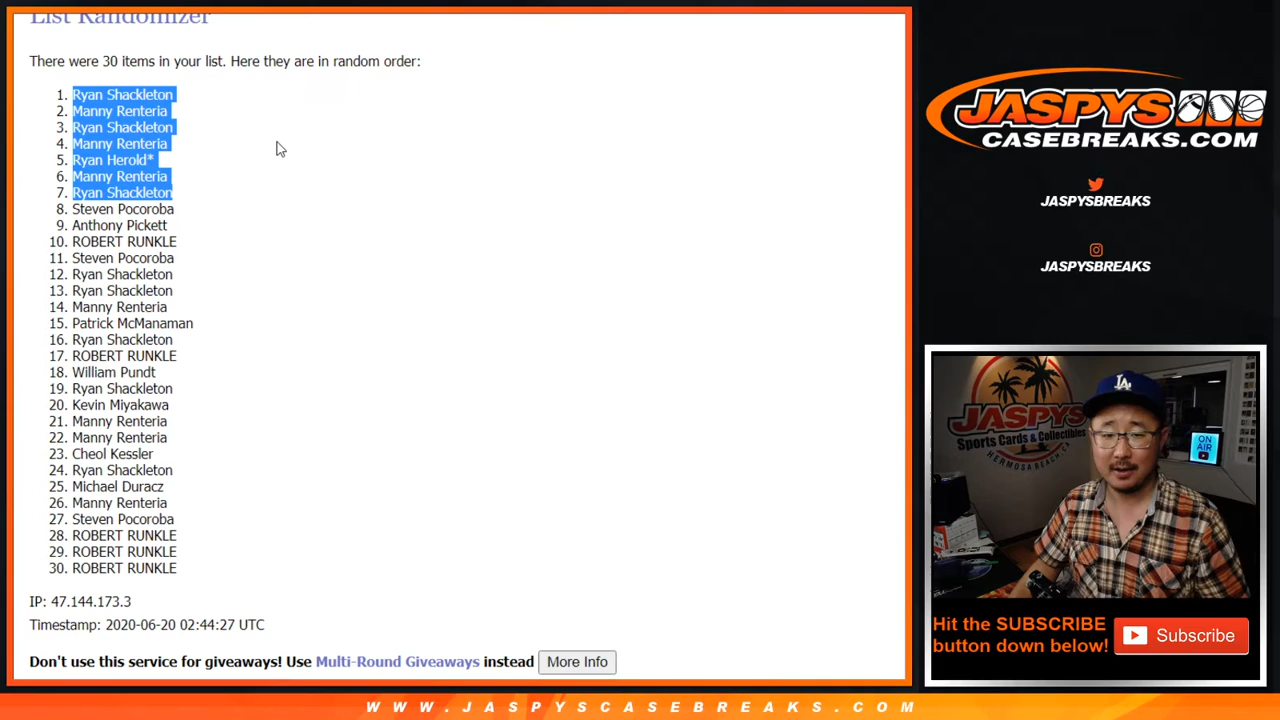 List Randomizer
There were 30 items in your list. Here they are in random order:
1. Ryan Shackleton
2. Manny Renteria
3. Ryan Shackleton
4. Manny Renteria
5. Ryan Herold*
6. Manny Renteria
7. Ryan Shackleton
8. Steven Pocoroba
9. Anthony Pickett
10. ROBERT RUNKLE
11. Steven Pocoroba
12. Ryan Shackleton
13. Ryan Shackleton
14. Manny Renteria
15. Patrick McManaman
16. Ryan Shackleton
17. ROBERT RUNKLE
18. William Pundt
19. Ryan Shackleton
20. Kevin Miyakawa
21. Manny Renteria
22. Manny Renteria
23. Cheol Kessler
24. Ryan Shackleton
25. Michael Duracz
26. Manny Renteria
27. Steven Pocoroba
28. ROBERT RUNKLE
29. ROBERT RUNKLE
30. ROBERT RUNKLE
IP: 47.144.173.3
Timestamp: 2020-06-20 02:44:27 UTC
Don't use this service for giveaways! Use Multi-Round Giveaways instead More Info
JASPYS
CASEBREAKS.COM
JASPYSBREAKS
JASPYSBREAKS
JASPYS
Sports Cards & Collectibles
HERMOSA BEACH, CA
LA
ON
AIR
Hit the SUBSCRIBE
button down below!
Subscribe
WWW.JASPYSCASEBREAKS.COM